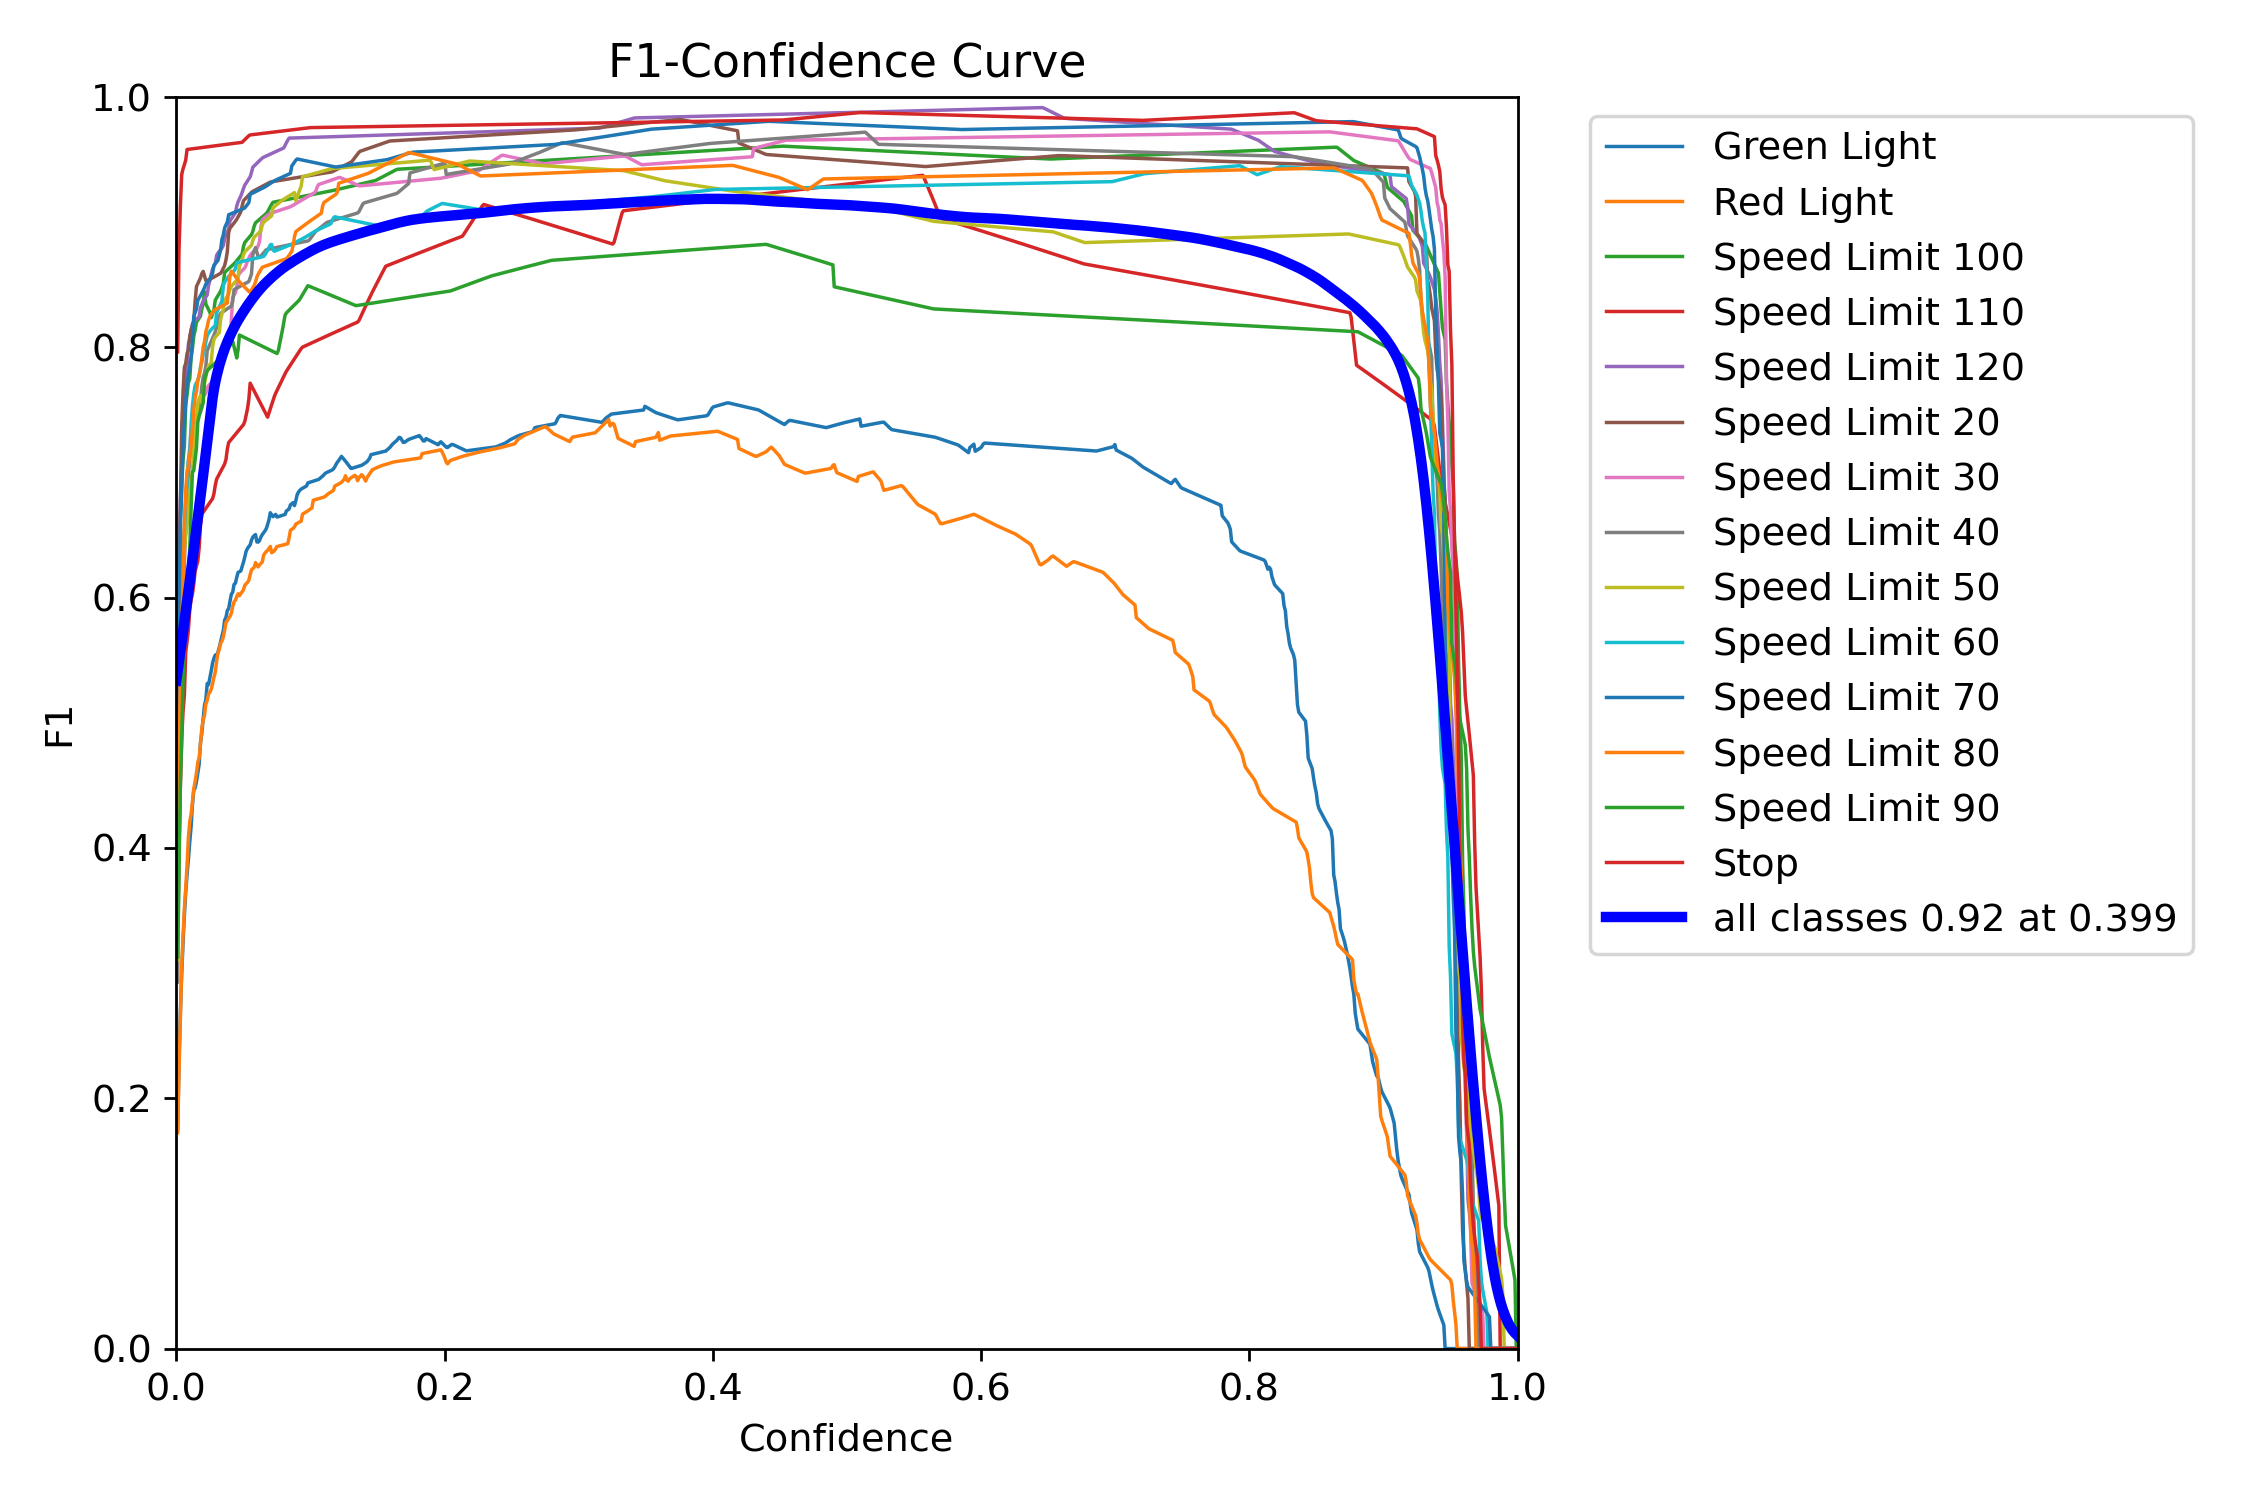 F1-Confidence Curve
1.0
0.8
0.6
0.4
0.2
0.0
F1
0.0 0.2 0.4 0.6 0.8 1.0
Confidence
Green Light
Red Light
Speed Limit 100
Speed Limit 110
Speed Limit 120
Speed Limit 20
Speed Limit 30
Speed Limit 40
Speed Limit 50
Speed Limit 60
Speed Limit 70
Speed Limit 80
Speed Limit 90
Stop
all classes 0.92 at 0.399